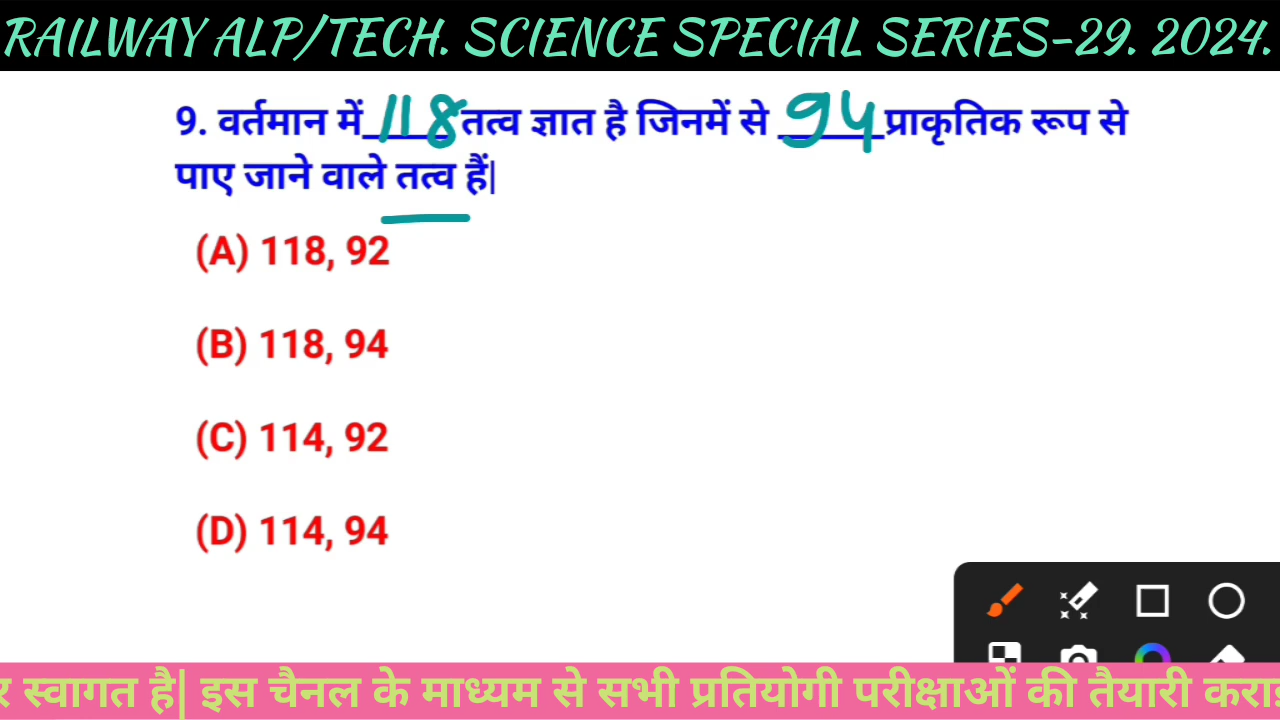 RAILWAY ALP/TECH. SCIENCE SPECIAL SERIES-29. 2024.
9. वर्तमान में 118 तत्व ज्ञात है जिनमें से 94 प्राकृतिक रूप से
पाए जाने वाले तत्व हैं|
(A) 118, 92
(B) 118, 94
(C) 114, 92
(D) 114, 94
स्वागत है| इस चैनल के माध्यम से सभी प्रतियोगी परीक्षाओं की तैयारी